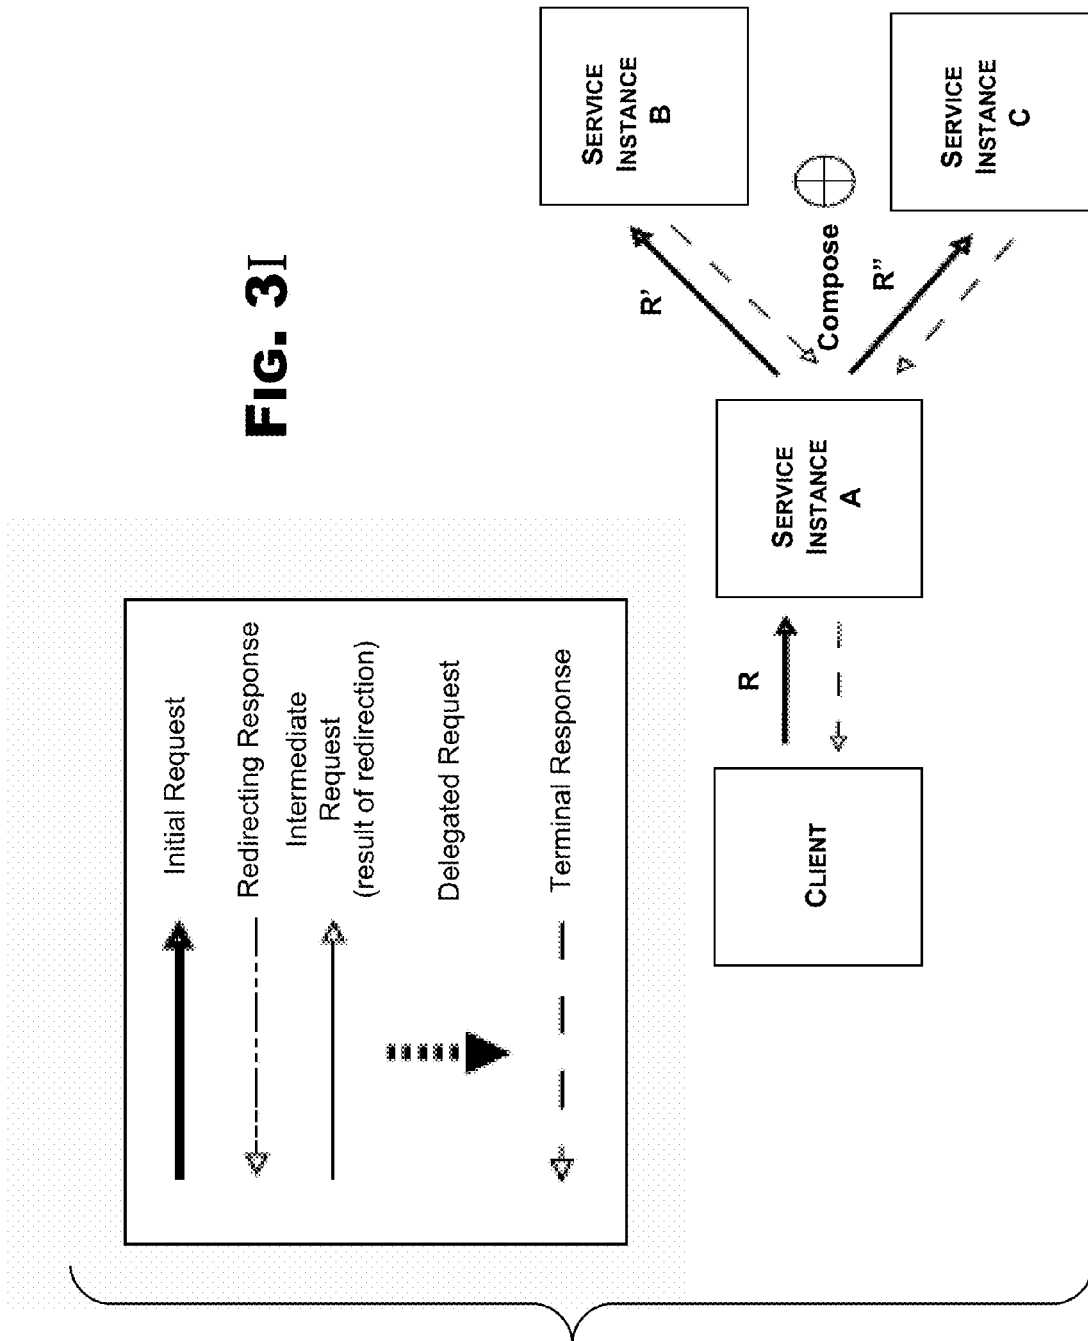 FIG. 3I
Initial Request
Redirecting Response
Intermediate
Request
(result of redirection)
Delegated Request
Terminal Response
CLIENT
R
SERVICE
INSTANCE
A
R'
Compose
R"
SERVICE
INSTANCE
B
SERVICE
INSTANCE
C